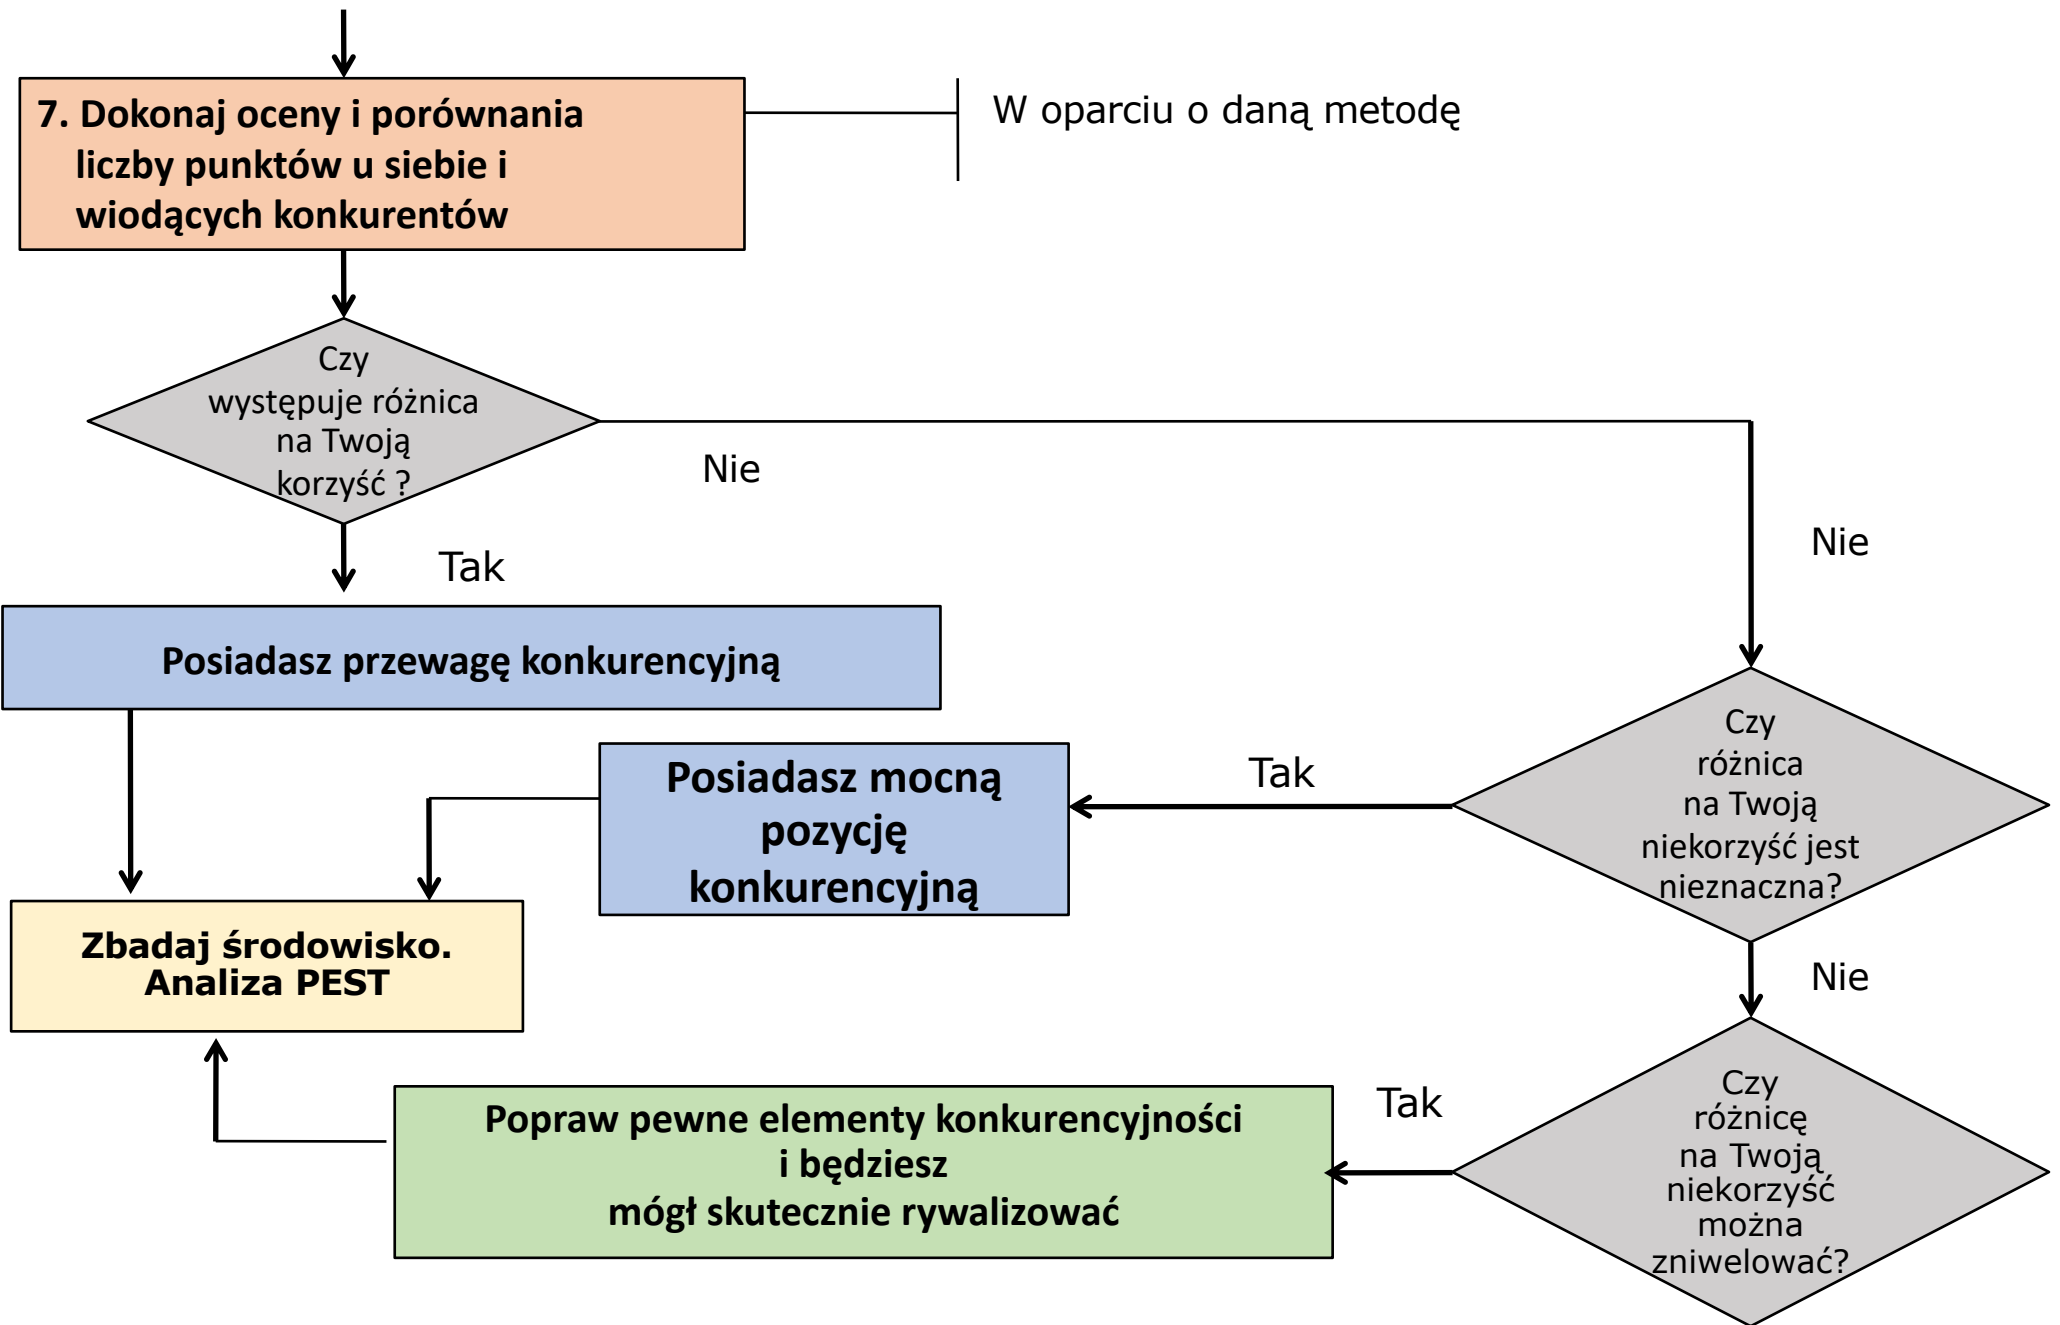 7. Dokonaj oceny i porównania
liczby punktów u siebie i
wiodących konkurentów
W oparciu o daną metodę
Czy
występuje różnica
na Twoją
korzyść ?
Nie
Nie
Tak
Posiadasz przewagę konkurencyjną
Czy
różnica
na Twoją
niekorzyść jest
nieznaczna?
Tak
Posiadasz mocną
pozycję
konkurencyjną
Zbadaj środowisko.
Analiza PEST
Nie
Czy
różnicę
na Twoją
niekorzyść
można
zniwelować?
Tak
Popraw pewne elementy konkurencyjności
i będziesz
mógł skutecznie rywalizować